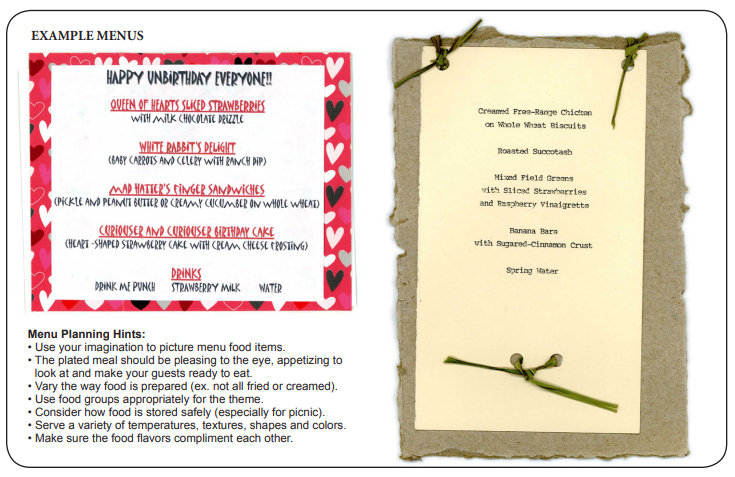 EXAMPLE MENUS
HAPPY UNBIRTHDAY EVERYONE!!
QUEEN OF HEARTS SLICED STRAWBERRIES
WITH MILK CHOCOLATE DRIZZLE
WHITE RABBIT'S DELIGHT
(BABY CARROTS AND CELERY WITH RANCH DIP)
MAD HATTER'S FINGER SANDWICHES
(PICKLE AND PEANUT BUTTER OR CREAMY CUCUMBER ON WHOLE WHEAT)
CURIOUSER AND CURIOUSER BIRTHDAY CAKE
(HEART-SHAPED STRAWBERRY CAKE WITH CREAM CHEESE FROSTING)
DRINKS
DRINK ME PUNCH STRAWBERRY MILK WATER
Menu Planning Hints:
• Use your imagination to picture menu food items.
• The plated meal should be pleasing to the eye, appetizing to
look at and make your guests ready to eat.
• Vary the way food is prepared (ex. not all fried or creamed).
• Use food groups appropriately for the theme.
• Consider how food is stored safely (especially for picnic).
• Serve a variety of temperatures, textures, shapes and colors.
• Make sure the food flavors compliment each other.
Creamed Free-Range Chicken
on Whole Wheat Biscuits
Roasted Succotash
Mixed Field Greens
with Sliced Strawberries
and Raspberry Vinaigrette
Banana Bars
with Sugared-Cinnamon Crust
Spring Water